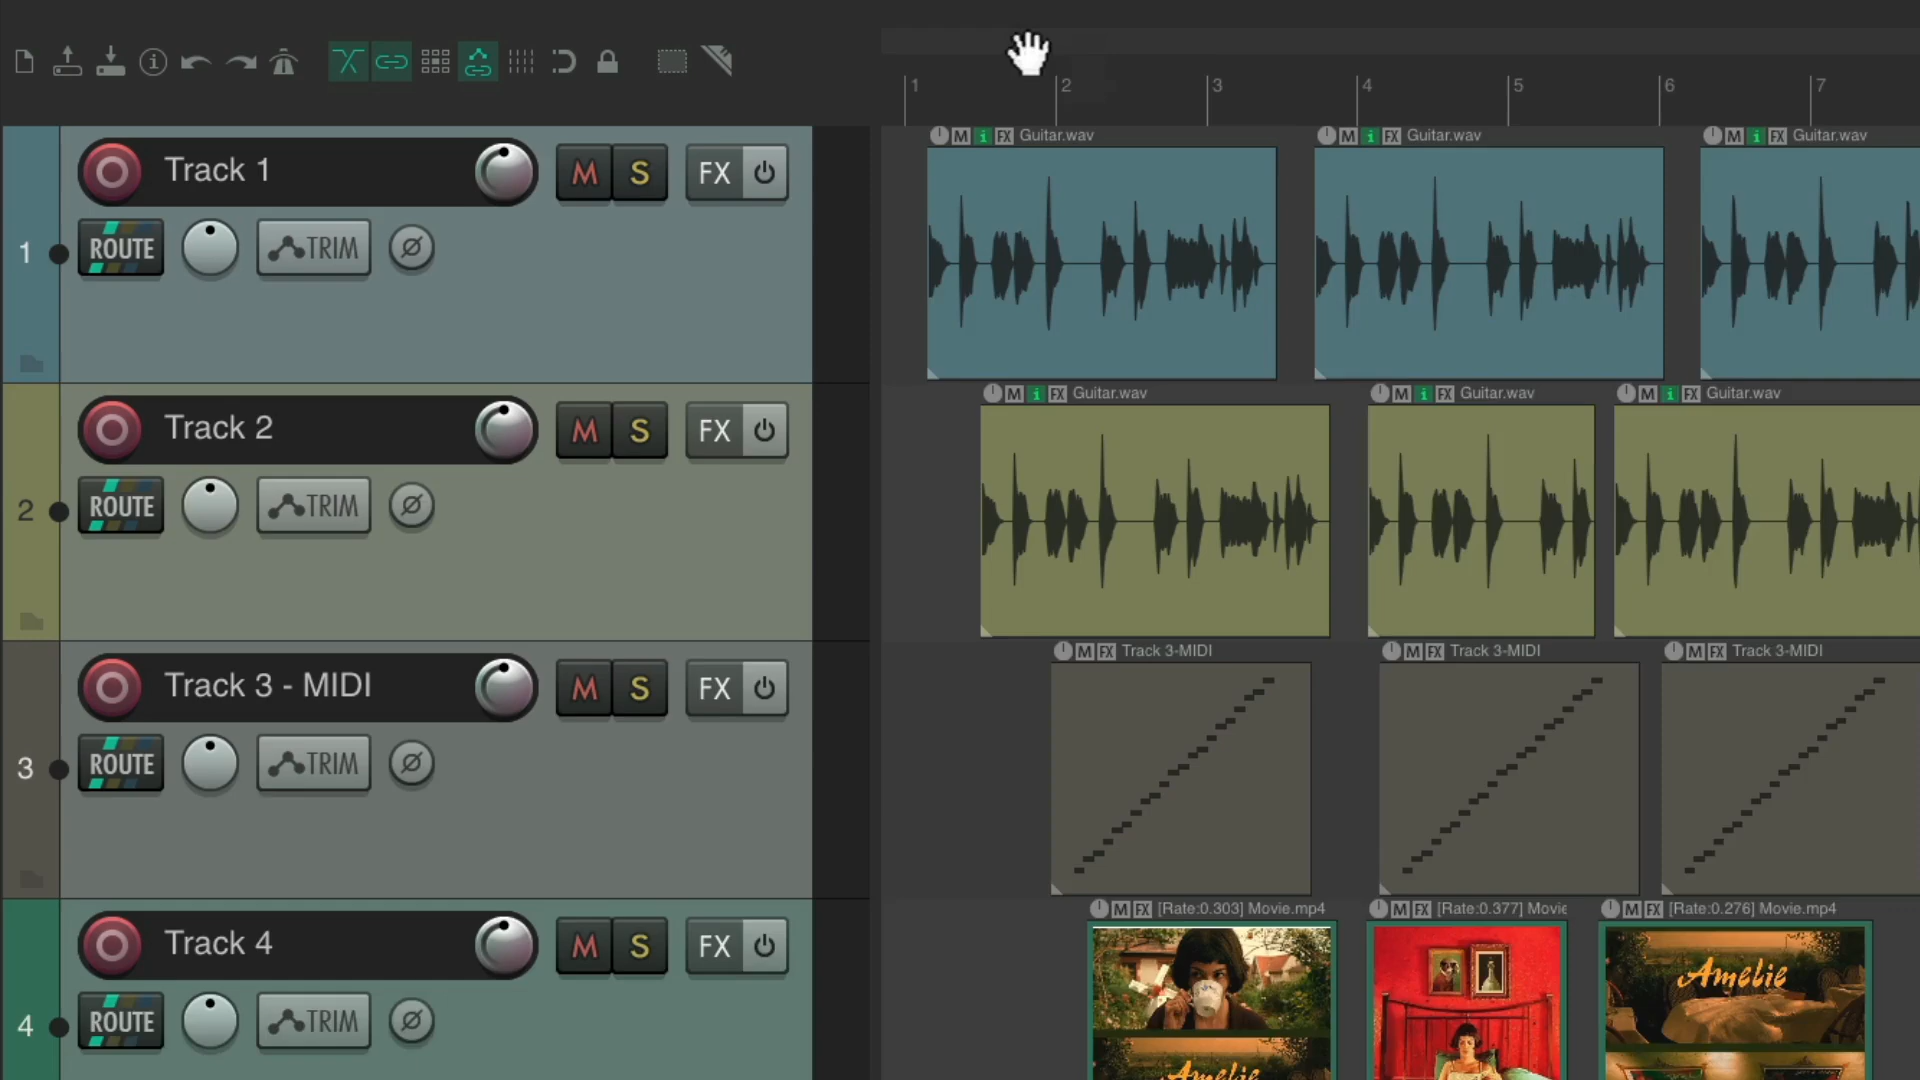 1 2 3 4 5 6 7
Track 1 M S FX
ROUTE TRIM
1
M i FX Guitar.wav M i FX Guitar.wav M i FX Guitar.wav
Track 2 M S FX
ROUTE TRIM
2
M i FX Guitar.wav M i FX Guitar.wav M i FX Guitar.wav
Track 3 - MIDI M S FX
ROUTE TRIM
3
M FX Track 3-MIDI M FX Track 3-MIDI M FX Track 3-MIDI
Track 4 M S FX
ROUTE TRIM
4
M FX [Rate:0.303] Movie.mp4 M FX [Rate:0.377] Movie M FX [Rate:0.276] Movie.mp4
Amelie
Amelie